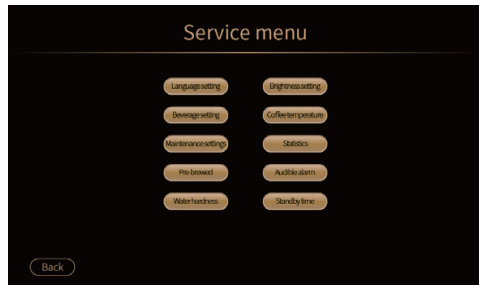 Service menu
Language setting
Brightness setting
Beverage setting
Coffee temperature
Maintenance settings
Statistics
Pre-brewed
Audible alarm
Water hardness
Standby time
Back